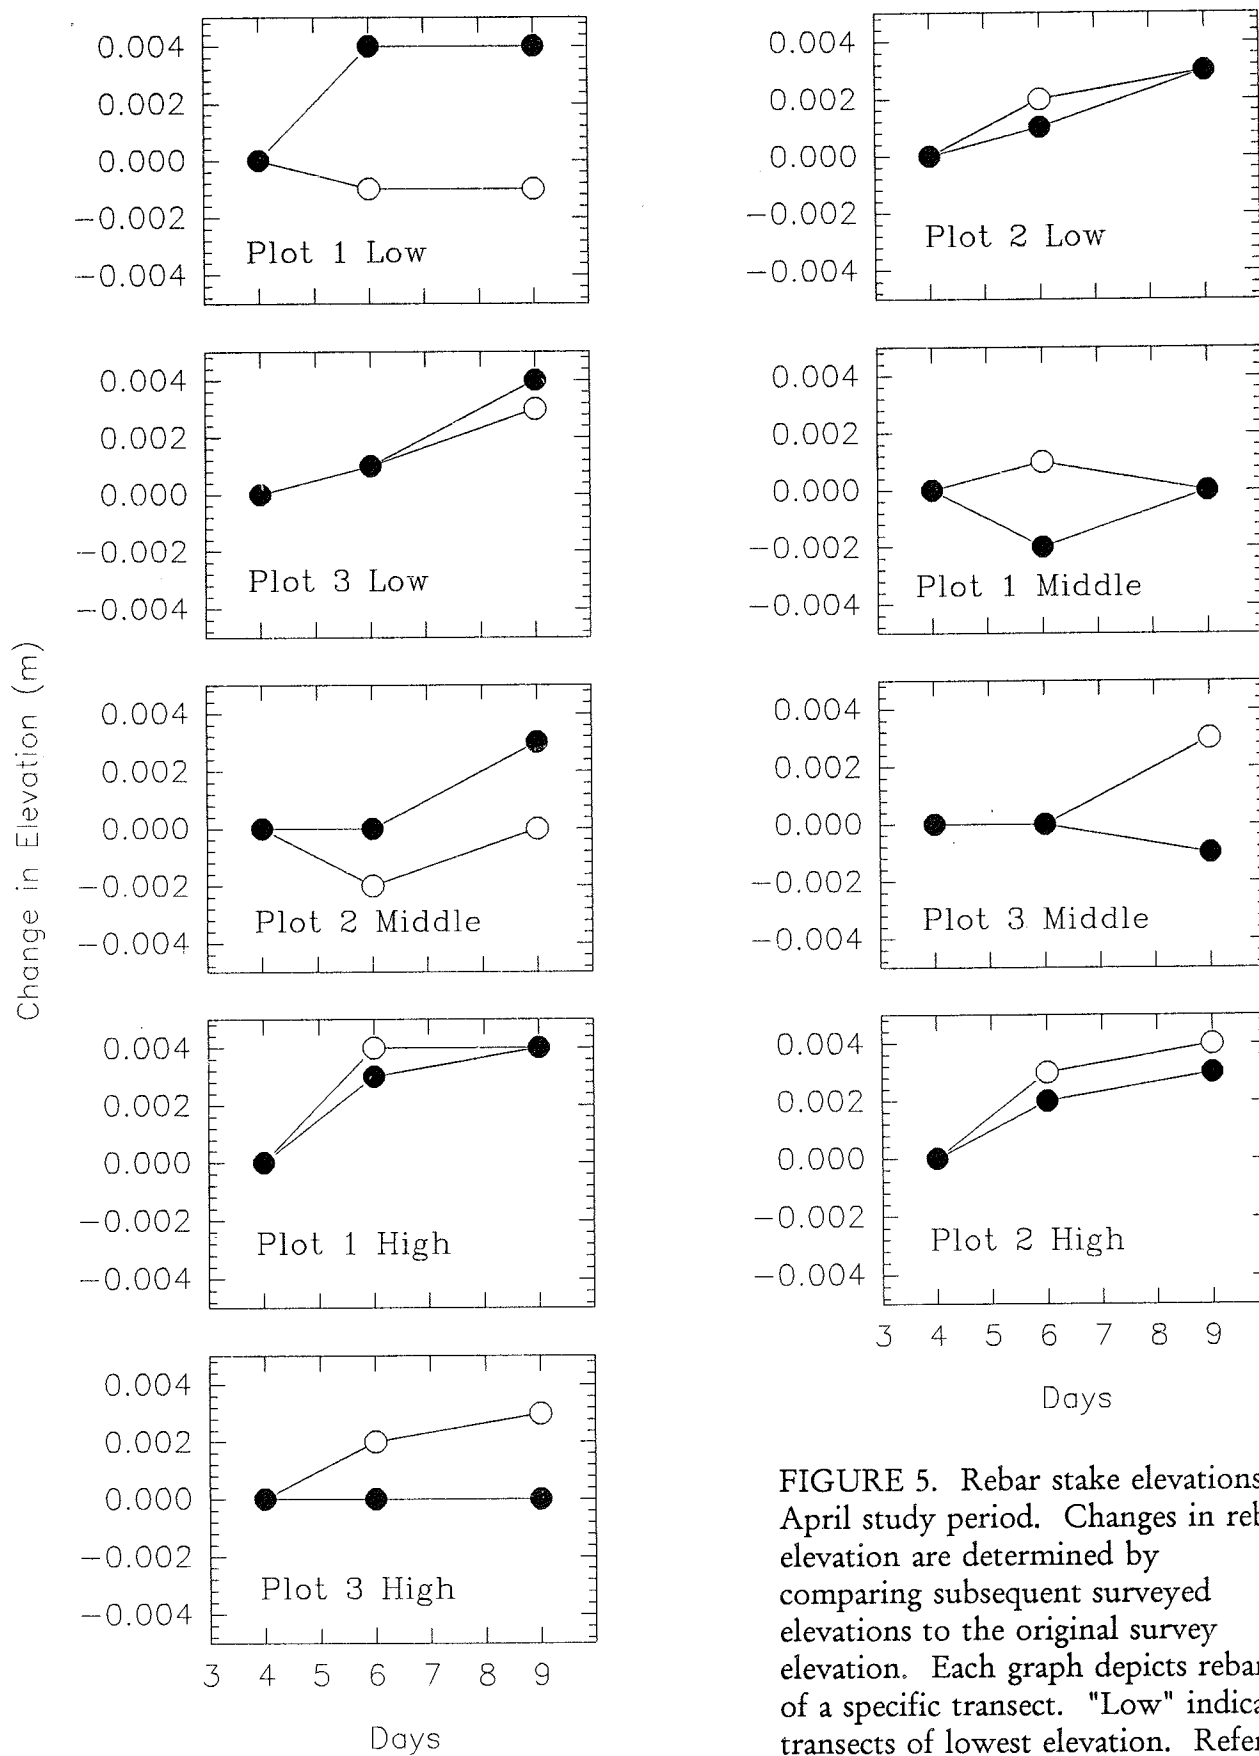 0.004
0.002
0.000
−0.002
−0.004
Plot 1 Low
0.004
0.002
0.000
−0.002
−0.004
Plot 2 Low
0.004
0.002
0.000
−0.002
−0.004
Plot 3 Low
0.004
0.002
0.000
−0.002
−0.004
Plot 1 Middle
Change in Elevation (m)
0.004
0.002
0.000
−0.002
−0.004
Plot 2 Middle
0.004
0.002
0.000
−0.002
−0.004
Plot 3 Middle
0.004
0.002
0.000
−0.002
−0.004
Plot 1 High
0.004
0.002
0.000
−0.002
−0.004
Plot 2 High
3 4 5 6 7 8 9
Days
0.004
0.002
0.000
−0.002
−0.004
Plot 3 High
3 4 5 6 7 8 9
Days
FIGURE 5. Rebar stake elevations
April study period. Changes in
elevation are determined by
comparing subsequent surveyed
elevations to the original survey
elevation. Each graph depicts rebar
of a specific transect. "Low"
transects of lowest elevation.